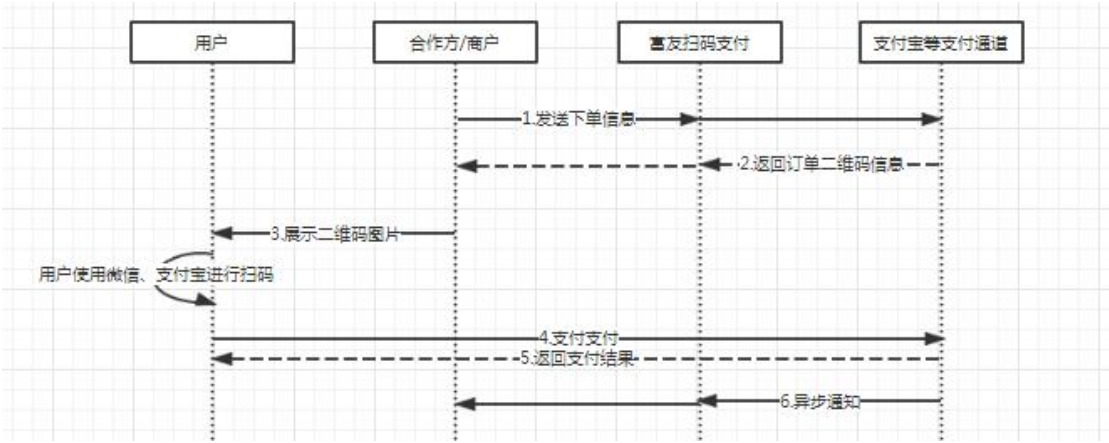 用户
合作方/商户
富友扫码支付
支付宝等支付通道
1.发送下单信息
2.返回订单二维码信息
3.展示二维码图片
用户使用微信、支付宝进行扫码
4.支付支付
5.返回支付结果
6.异步通知